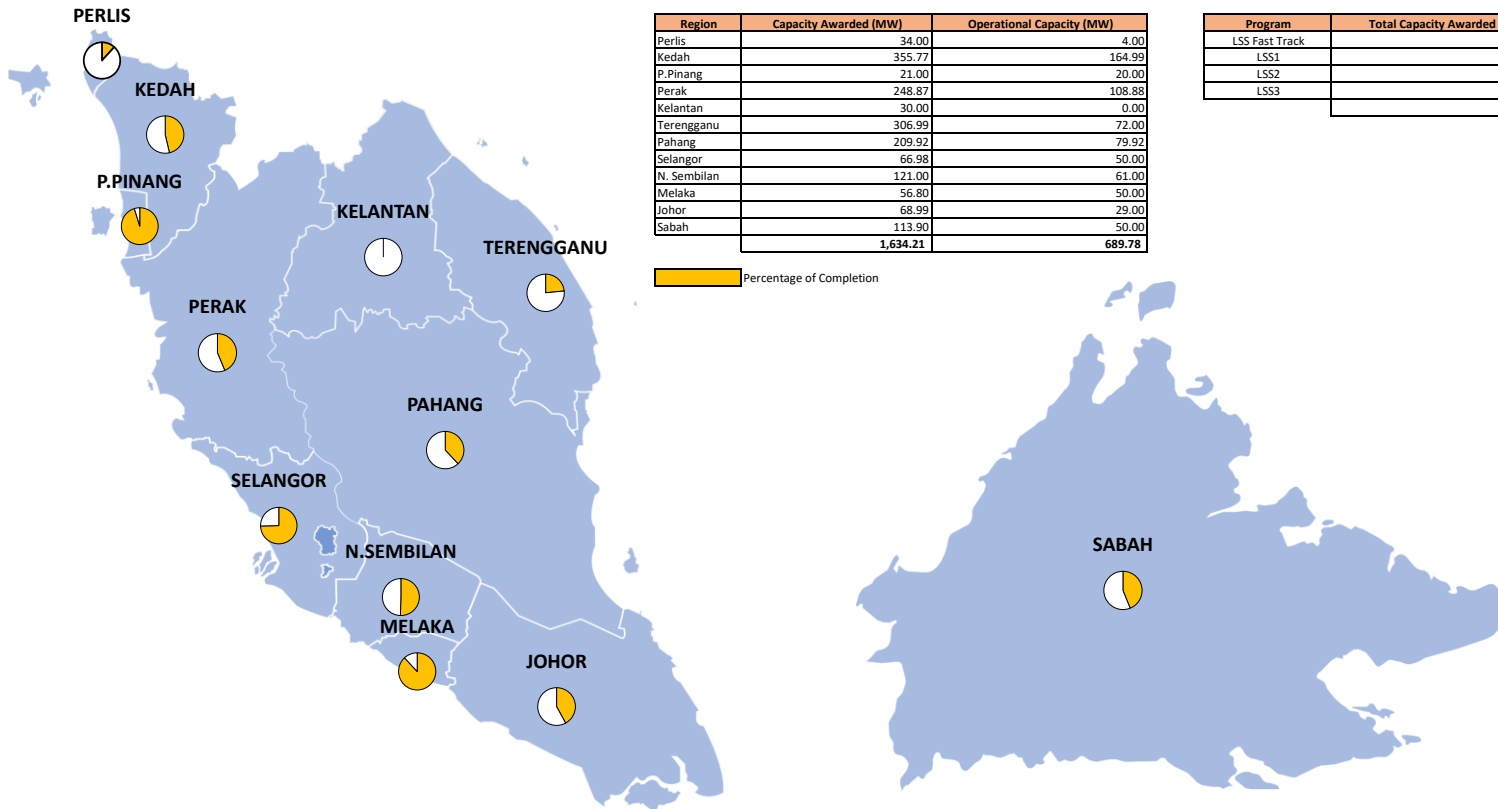 PERLIS
KEDAH
P.PINANG
KELANTAN
TERENGGANU
PERAK
PAHANG
SELANGOR
N.SEMBILAN
MELAKA
JOHOR
SABAH
Region Capacity Awarded (MW) Operational Capacity (MW)
Perlis 34.00 4.00
Kedah 355.77 164.99
P.Pinang 21.00 20.00
Perak 248.87 108.88
Kelantan 30.00 0.00
Terengganu 306.99 72.00
Pahang 209.92 79.92
Selangor 66.98 50.00
N. Sembilan 121.00 61.00
Melaka 56.80 50.00
Johor 68.99 29.00
Sabah 113.90 50.00
1,634.21 689.78
Percentage of Completion
Program Total Capacity Awarded
LSS Fast Track
LSS1
LSS2
LSS3